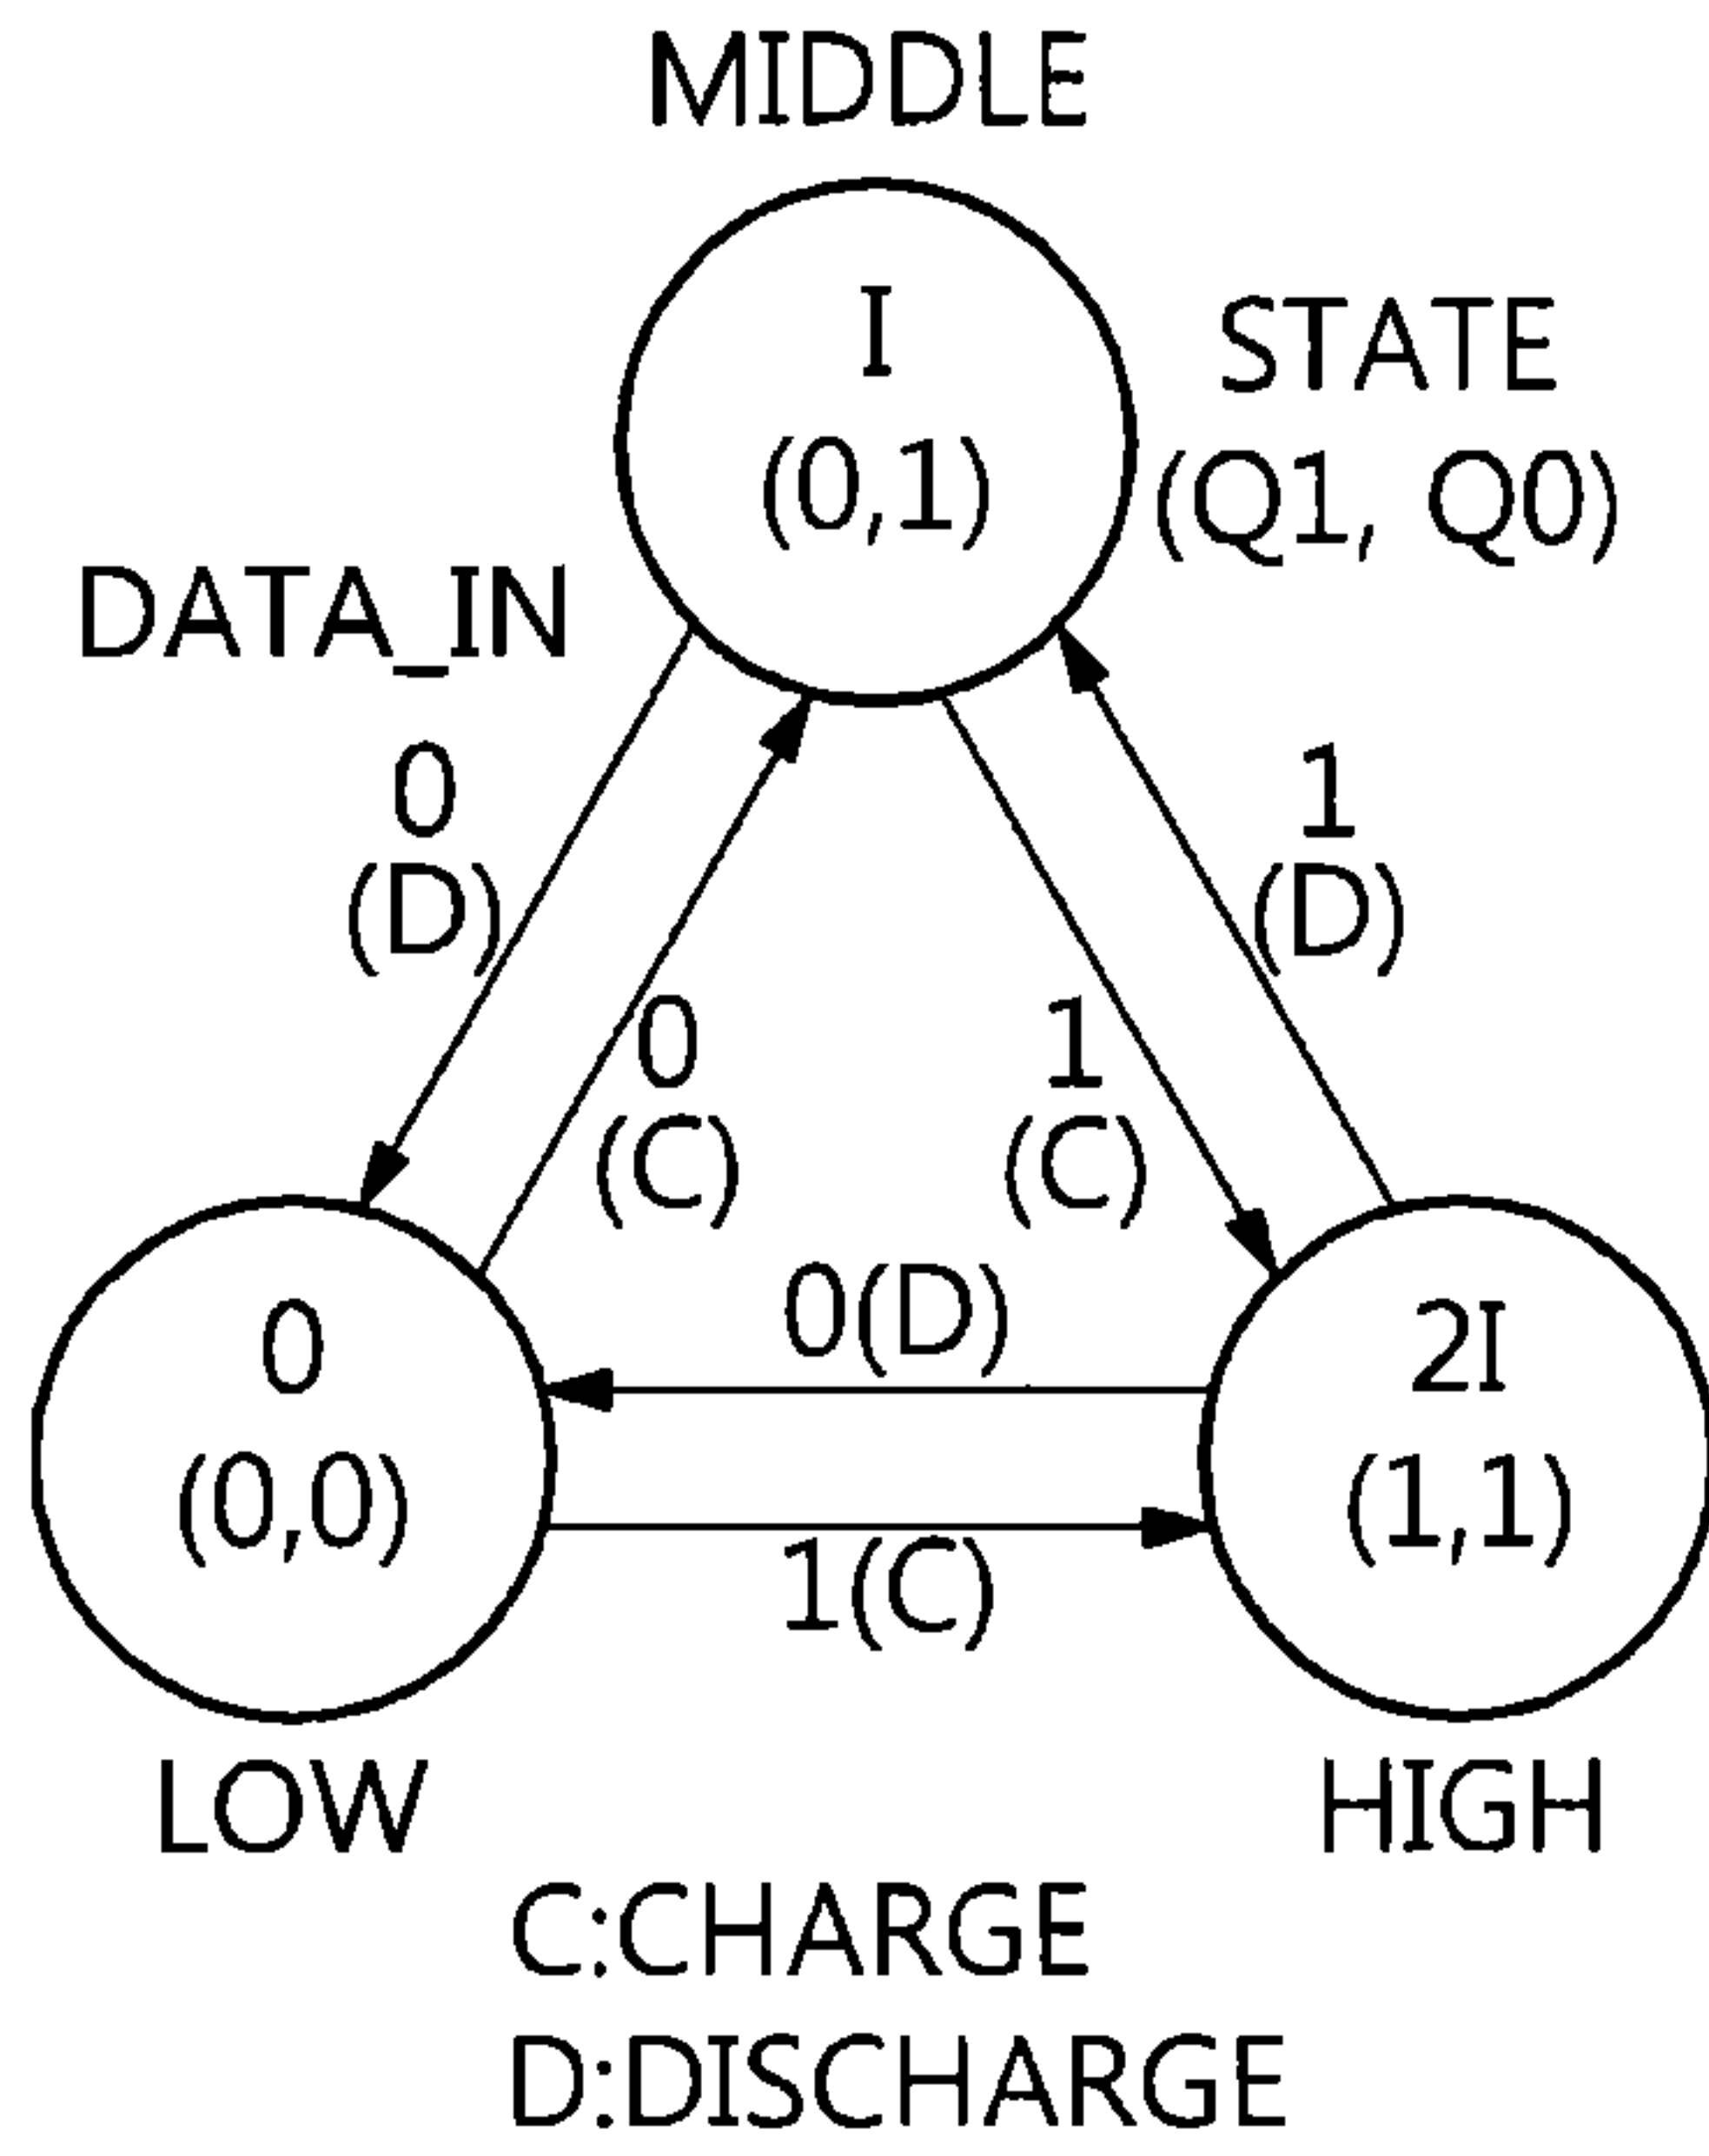 MIDDLE
I
(0,1)
STATE
(Q1, Q0)
DATA_IN
0
(D)
1
(D)
0
(C)
1
(C)
0(D)
0
(0,0)
2I
(1,1)
1(C)
LOW
HIGH
C:CHARGE
D:DISCHARGE